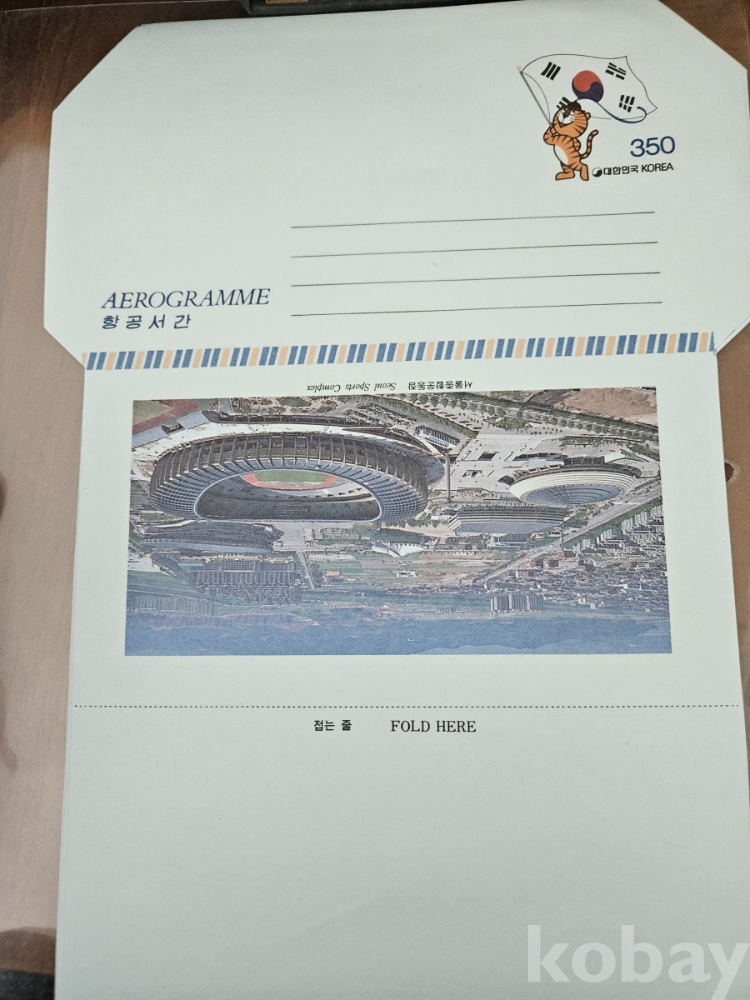 350
대한민국 KOREA
AEROGRAMME
항공서간
서울종합운동장 Seoul Sports Complex
접는 줄 FOLD HERE
kobay